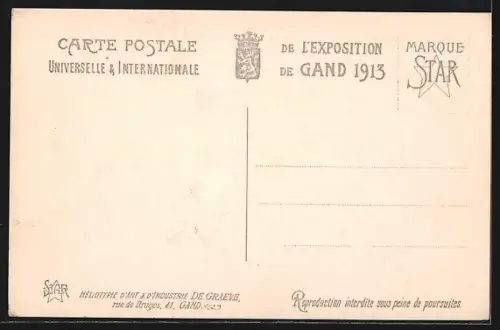 CARTE POSTALE
UNIVERSELLE & INTERNATIONALE
DE L'EXPOSITION
DE GAND 1913
MARQUE
STAR
STAR
HÉLIOTYPIE D'ART & D'INDUSTRIE DE GRAEVE,
rue de Bruges, 41, GAND.
Reproduction interdite sous peine de poursuites.